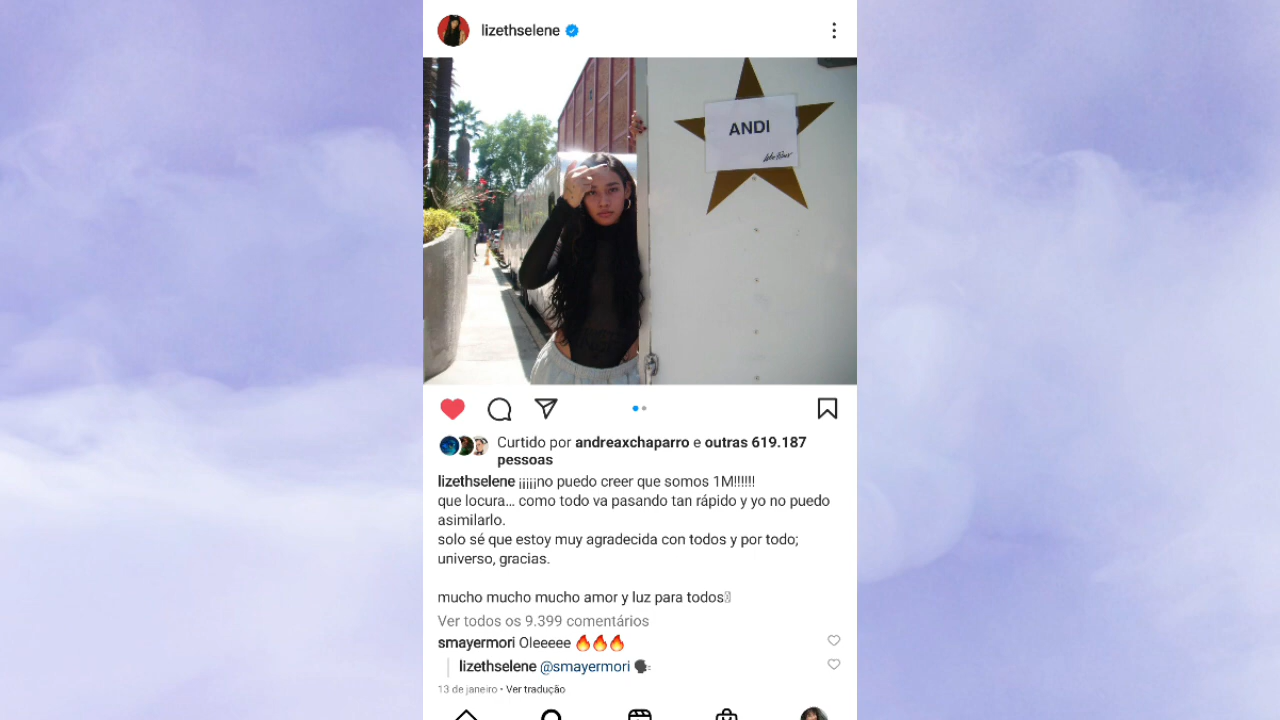 lizethselene
ANDI
Curtido por andreaxchaparro e outras 619.187
pessoas
lizethselene ¡¡¡¡¡no puedo creer que somos 1M!!!!!!
que locura... como todo va pasando tan rápido y yo no puedo
asimilarlo.
solo sé que estoy muy agradecida con todos y por todo;
universo, gracias.
mucho mucho mucho amor y luz para todos
Ver todos os 9.399 comentários
smayermori Oleeeee 🔥🔥🔥
lizethselene @smayermori 🗣
13 de janeiro • Ver tradução